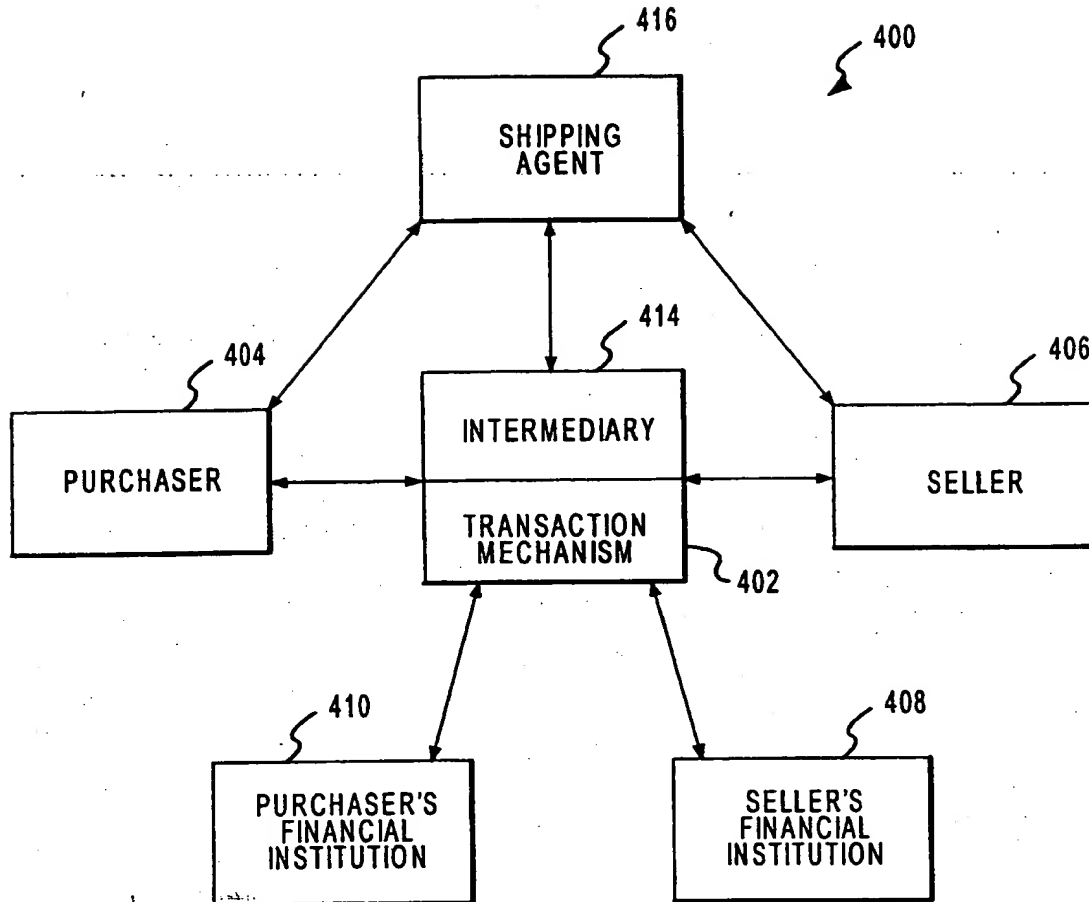 416
400
SHIPPING
AGENT
414
404
406
INTERMEDIARY
PURCHASER
SELLER
TRANSACTION
MECHANISM
402
410
408
PURCHASER'S
FINANCIAL
INSTITUTION
SELLER'S
FINANCIAL
INSTITUTION